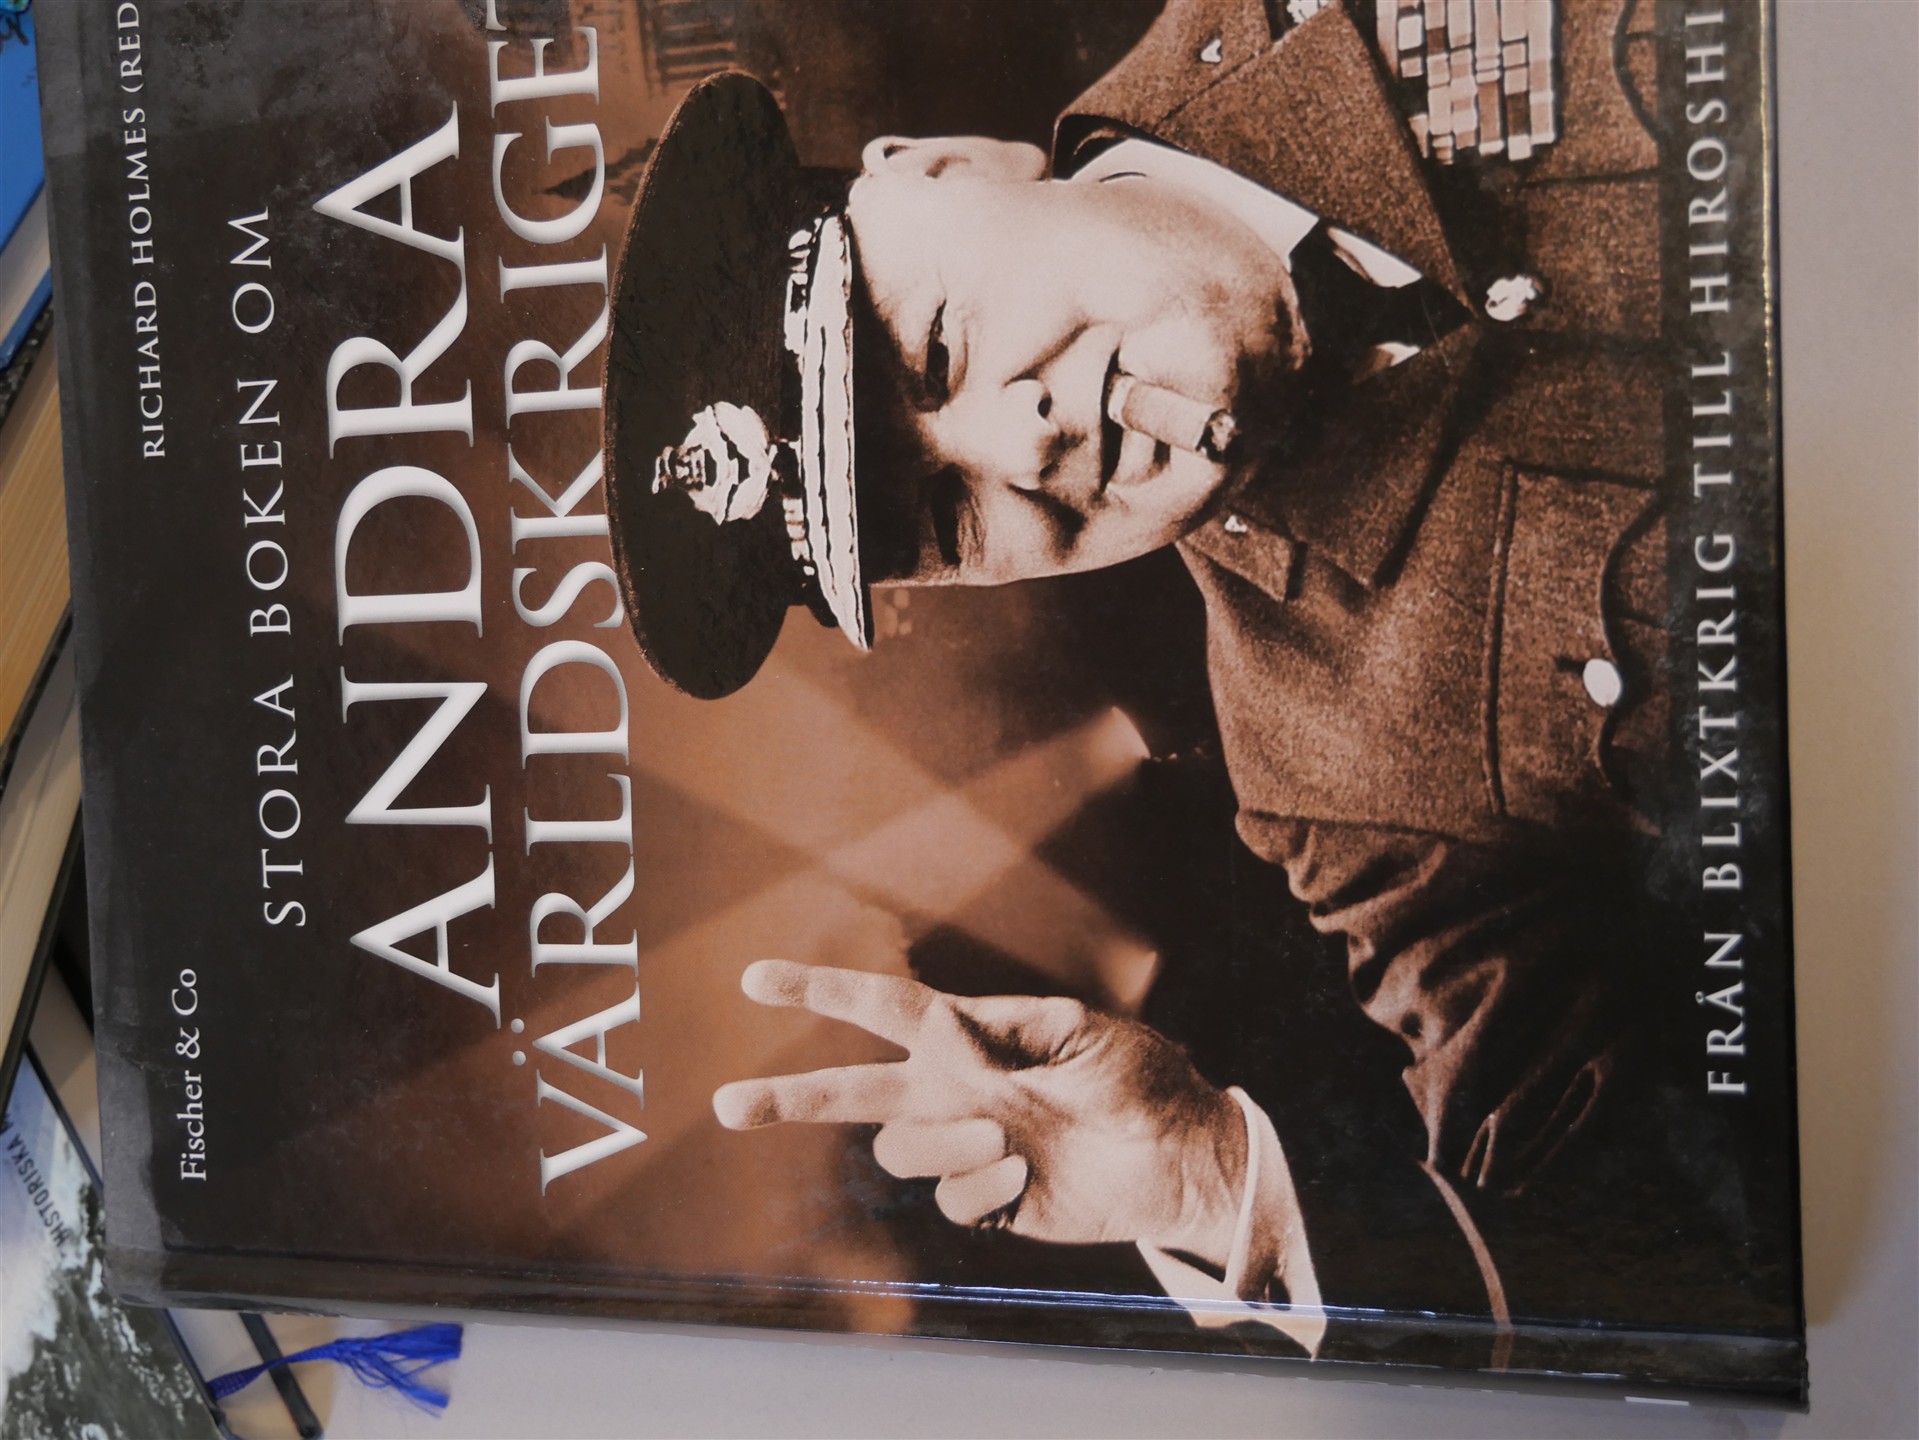 Fischer & Co
RICHARD HOLMES (RED
STORA BOKEN OM
ANDRA
VÄRLDSKRIGET
FRÅN BLIXTKRIG TILL HIROSHI
HISTORISKA